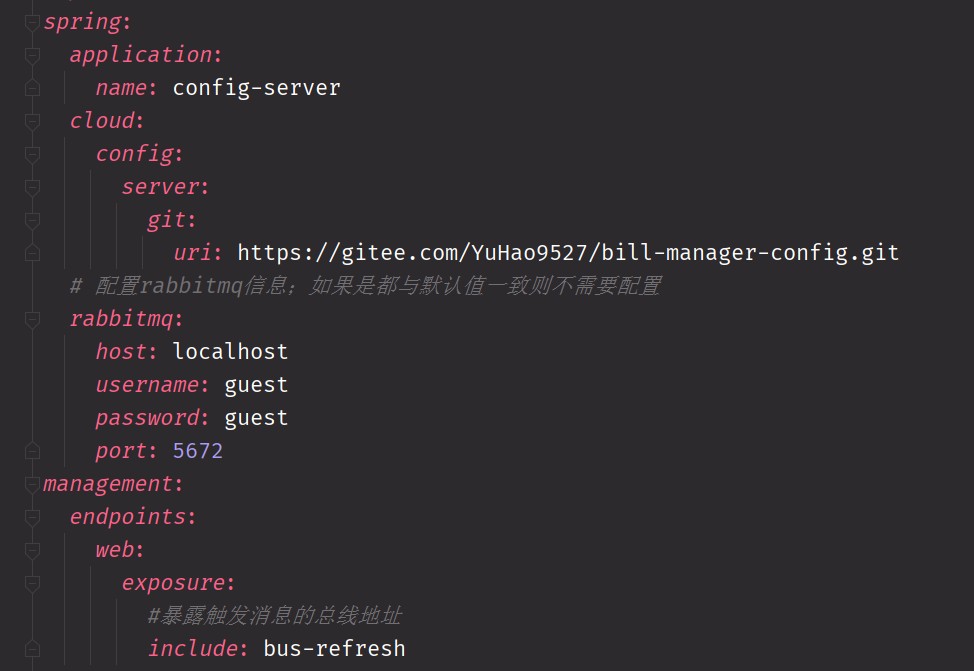 spring:
application:
name: config-server
cloud:
config:
server:
git:
uri: https://gitee.com/YuHao9527/bill-manager-config.git
# 配置rabbitmq信息；如果是都与默认值一致则不需要配置
rabbitmq:
host: localhost
username: guest
password: guest
port: 5672
management:
endpoints:
web:
exposure:
#暴露触发消息的总线地址
include: bus-refresh